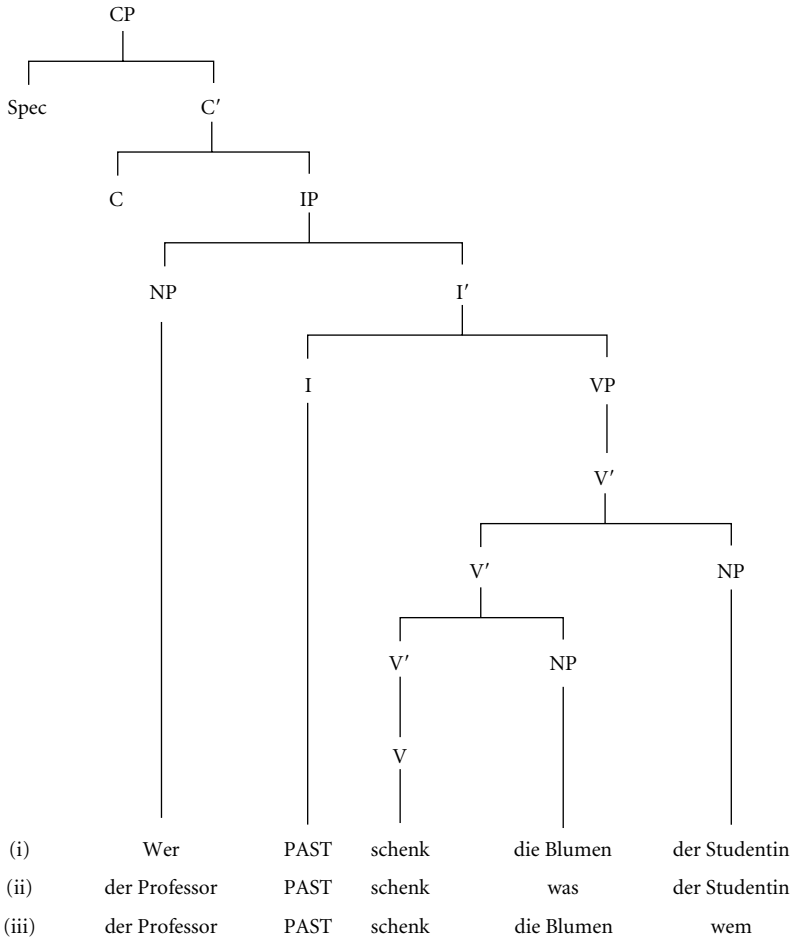 CP
Spec C′
C IP
NP I′
I VP
V′
V′ NP
V′ NP
V
(i) Wer PAST schenk die Blumen der Studentin
(ii) der Professor PAST schenk was der Studentin
(iii) der Professor PAST schenk die Blumen wem